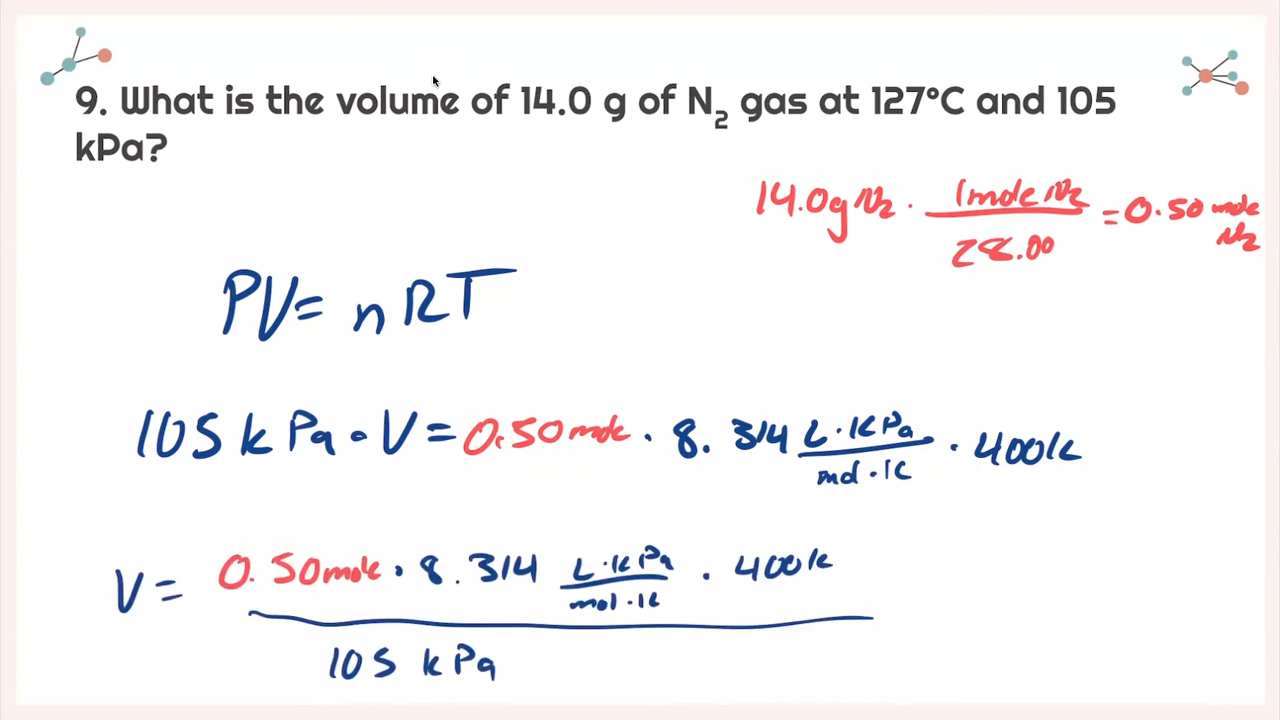 9. What is the volume of 14.0 g of N₂ gas at 127°C and 105
kPa?
14.0g N₂ · 1 mole N₂ / 28.00 = 0.50 mole N₂
PV = nRT
105 kPa · V = 0.50 mole · 8.314 L·kPa / mol·K · 400K
V = 0.50 mole · 8.314 L·kPa / mol·K · 400K / 105 kPa